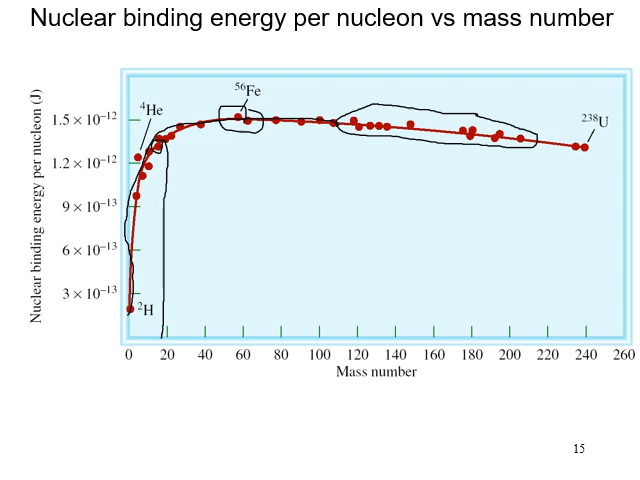 Nuclear binding energy per nucleon vs mass number
Nuclear binding energy per nucleon (J)
1.5 × 10⁻¹²
1.2 × 10⁻¹²
9 × 10⁻¹³
6 × 10⁻¹³
3 × 10⁻¹³
⁴He
⁵⁶Fe
²³⁸U
²H
0 20 40 60 80 100 120 140 160 180 200 220 240 260
Mass number
15